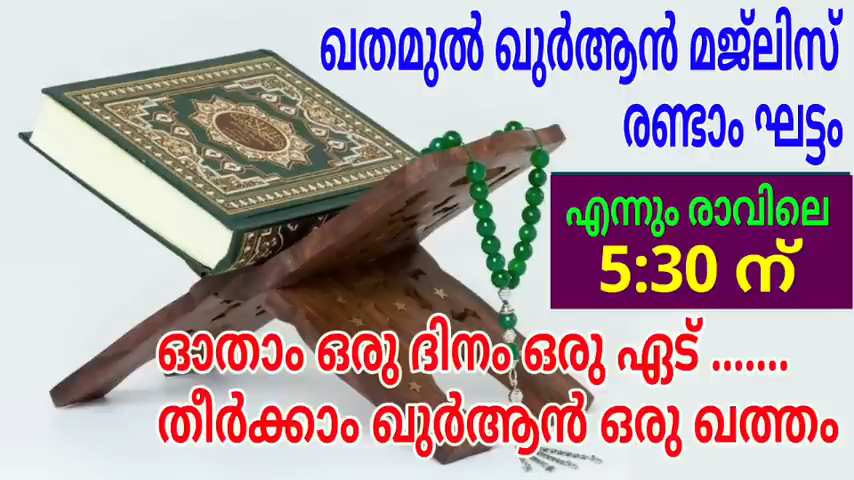 ഖതമുൽ ഖുർആൻ മജ്ലിസ്
രണ്ടാം ഘട്ടം
എന്നും രാവിലെ
5:30 ന്
ഓതാം ഒരു ദിനം ഒരു ഏട് .......
തീർക്കാം ഖുർആൻ ഒരു ഖത്തം